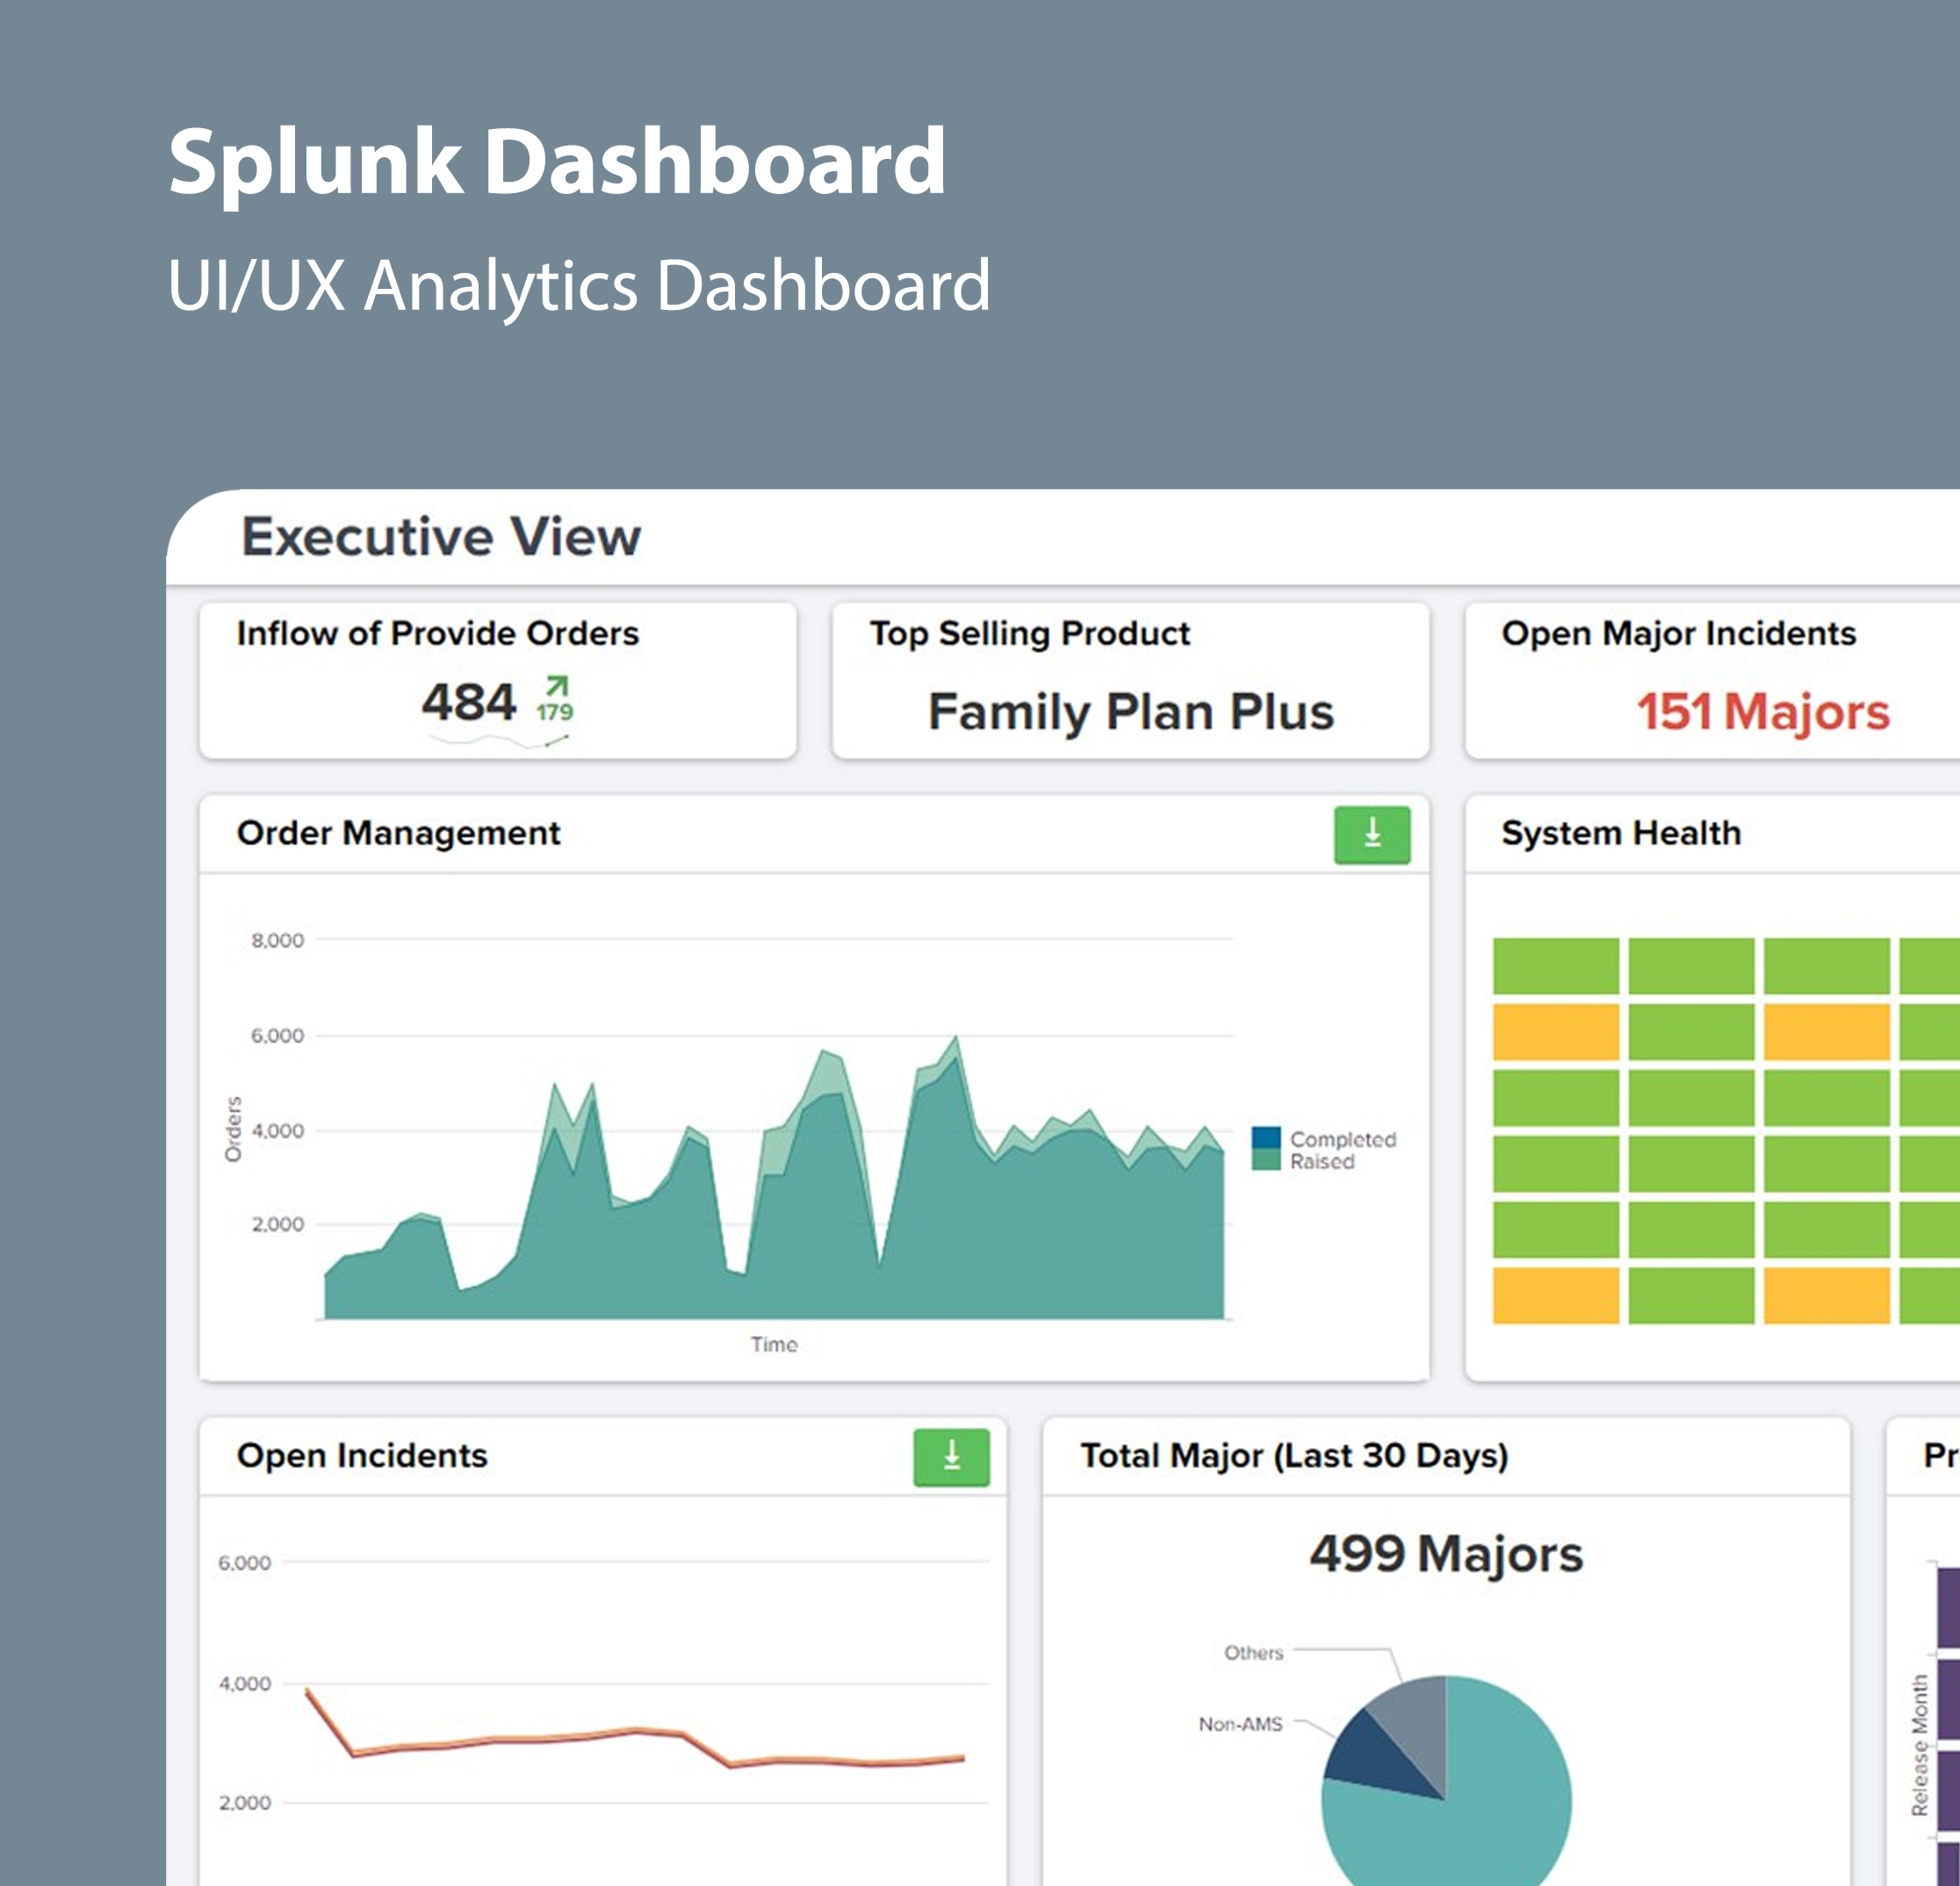 Splunk Dashboard
UI/UX Analytics Dashboard
Executive View
Inflow of Provide Orders
484
179
Top Selling Product
Family Plan Plus
Open Major Incidents
151 Majors
Order Management
8,000
6,000
4,000
2,000
Orders
Time
Completed
Raised
System Health
Open Incidents
6,000
4,000
2,000
Total Major (Last 30 Days)
499 Majors
Others
Non-AMS
Pr
Release Month